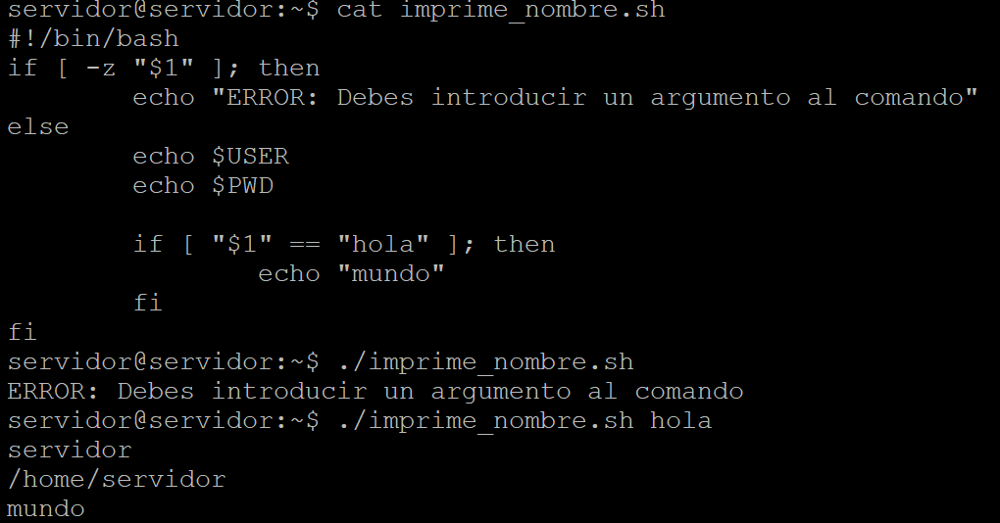 servidor@servidor:~$ cat imprime_nombre.sh
#!/bin/bash
if [ -z "$1" ]; then
        echo "ERROR: Debes introducir un argumento al comando"
else
        echo $USER
        echo $PWD

        if [ "$1" == "hola" ]; then
                echo "mundo"
        fi
fi
servidor@servidor:~$ ./imprime_nombre.sh
ERROR: Debes introducir un argumento al comando
servidor@servidor:~$ ./imprime_nombre.sh hola
servidor
/home/servidor
mundo